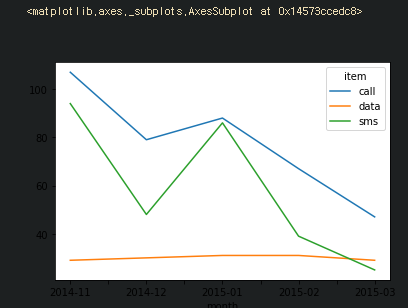 <matplotlib.axes._subplots.AxesSubplot at 0x14573ccedc8>
item
call
data
sms
100
80
60
40
2014-11 2014-12 2015-01 2015-02 2015-03
month